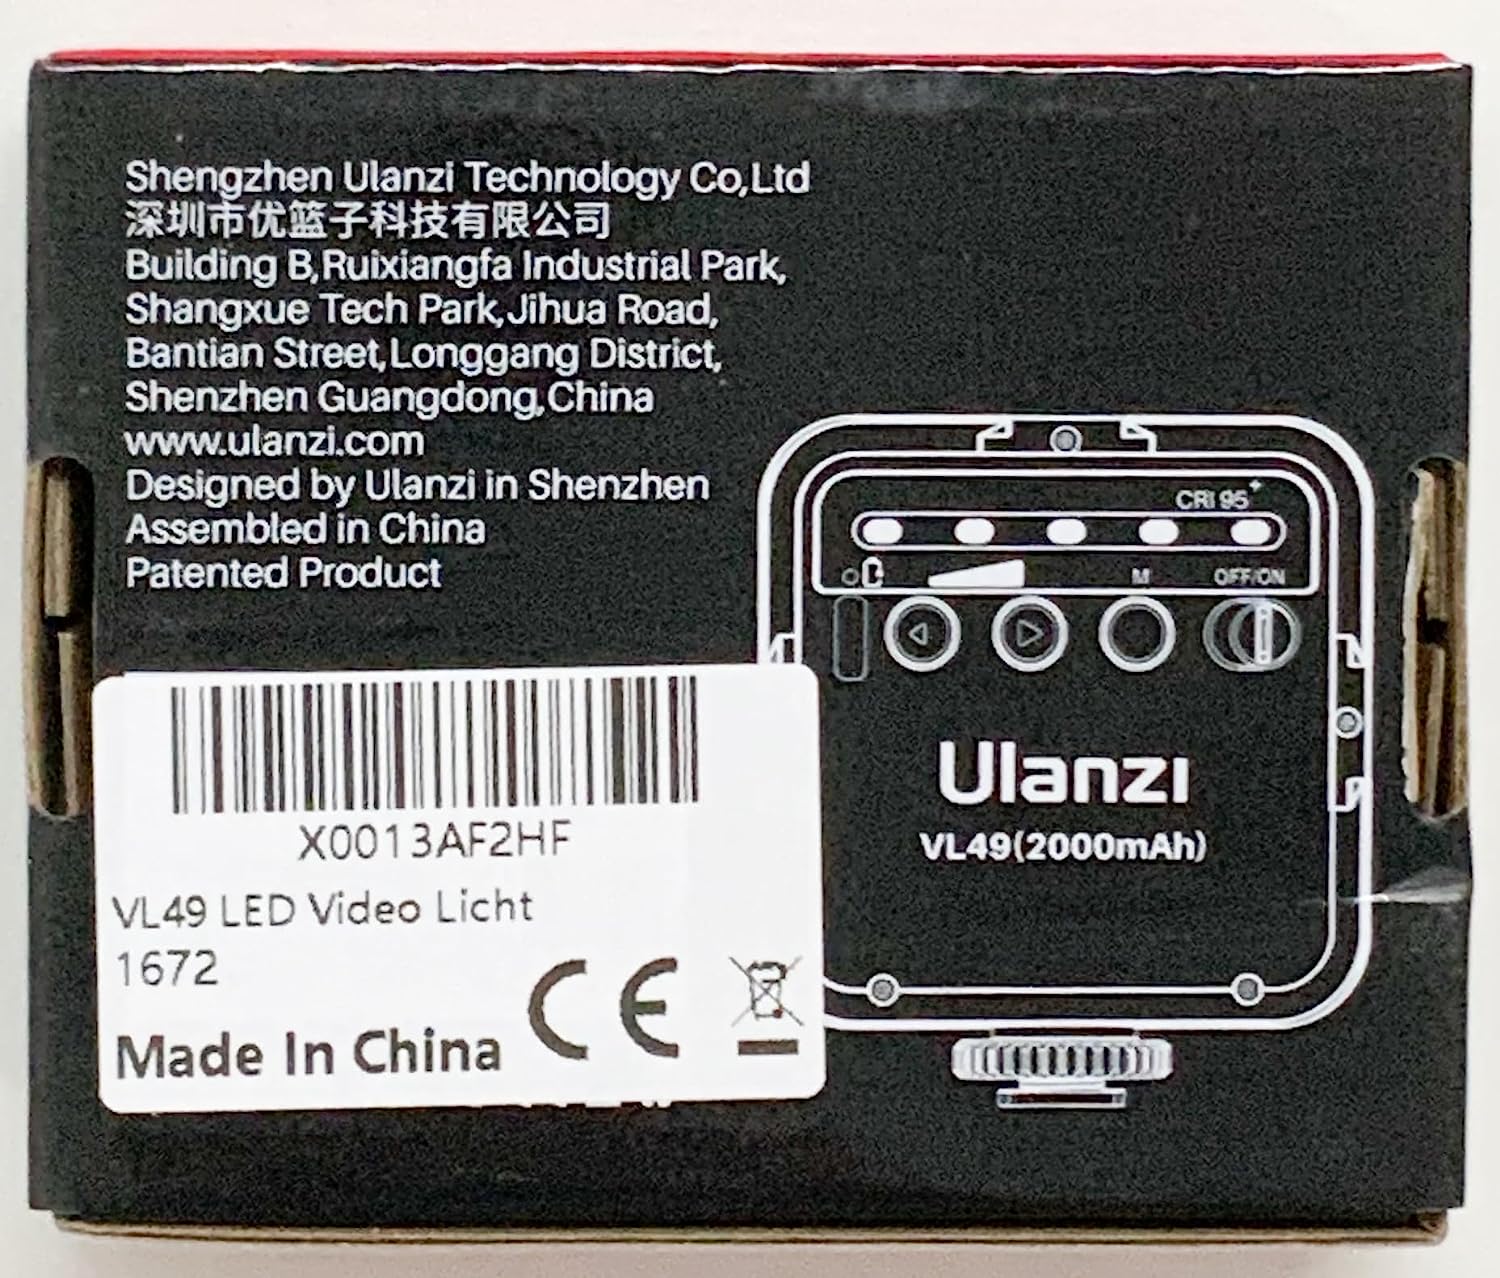 Shengzhen Ulanzi Technology Co,Ltd
深圳市优篮子科技有限公司
Building B,Ruixiangfa Industrial Park,
Shangxue Tech Park,Jihua Road,
Bantian Street,Longgang District,
Shenzhen Guangdong,China
www.ulanzi.com
Designed by Ulanzi in Shenzhen
Assembled in China
Patented Product
CRI 95+
M OFF/ON
Ulanzi
VL49(2000mAh)
X0013AF2HF
VL49 LED Video Licht
1672
Made In China CE